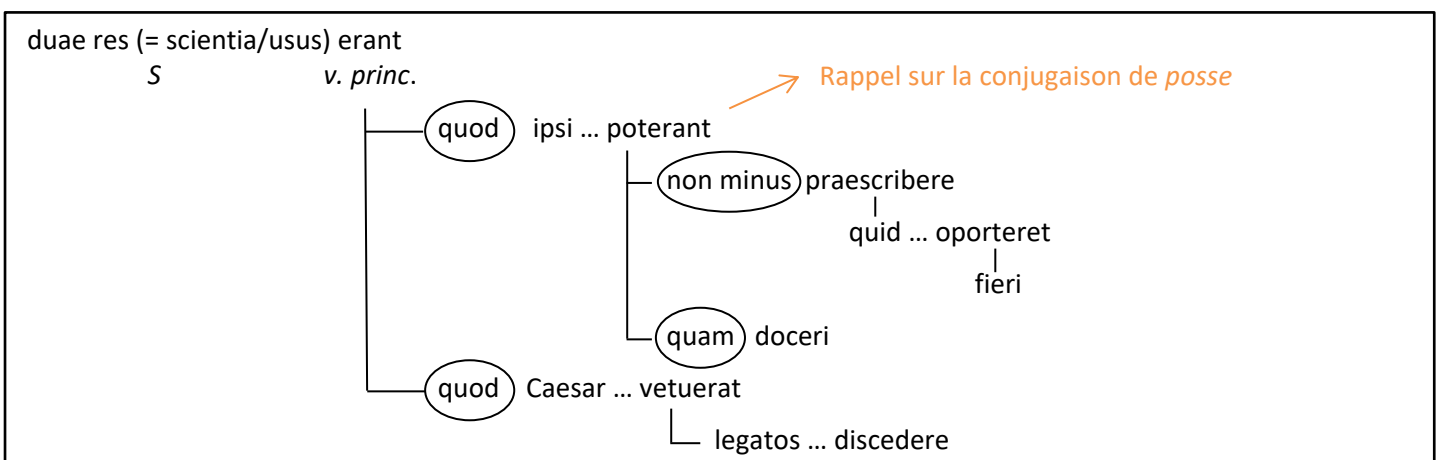 duae res (= scientia/usus) erant
S v. princ. Rappel sur la conjugaison de posse
quod ipsi ... poterant
non minus praescribere
quid ... oporteret
fieri
quam doceri
quod Caesar ... vetuerat
legatos ... discedere